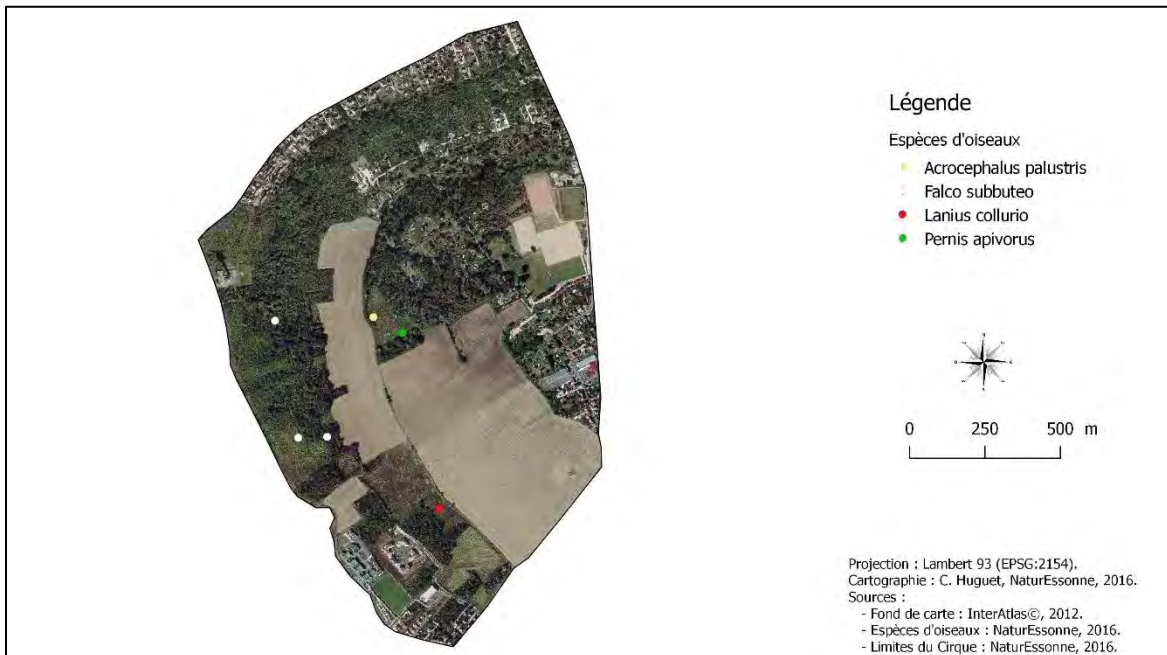 Légende
Espèces d'oiseaux
Acrocephalus palustris
Falco subbuteo
Lanius collurio
Pernis apivorus
0 250 500 m
Projection : Lambert 93 (EPSG:2154).
Cartographie : C. Huguet, NaturEssonne, 2016.
Sources :
- Fond de carte : InterAtlas©, 2012.
- Espèces d'oiseaux : NaturEssonne, 2016.
- Limites du Cirque : NaturEssonne, 2016.